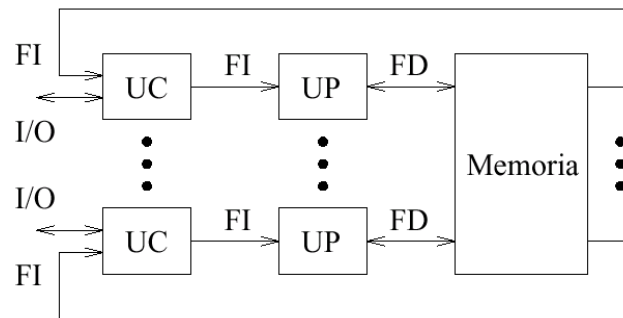 FI FI FD
UC UP
I/O
Memoria
I/O
FI FD
UC UP
FI